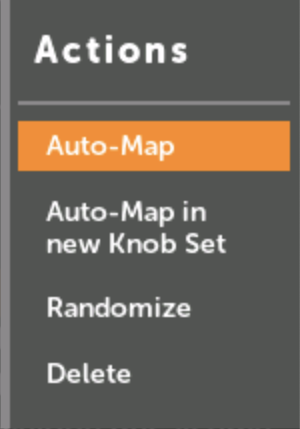 Actions
Auto-Map
Auto-Map in
new Knob Set
Randomize
Delete